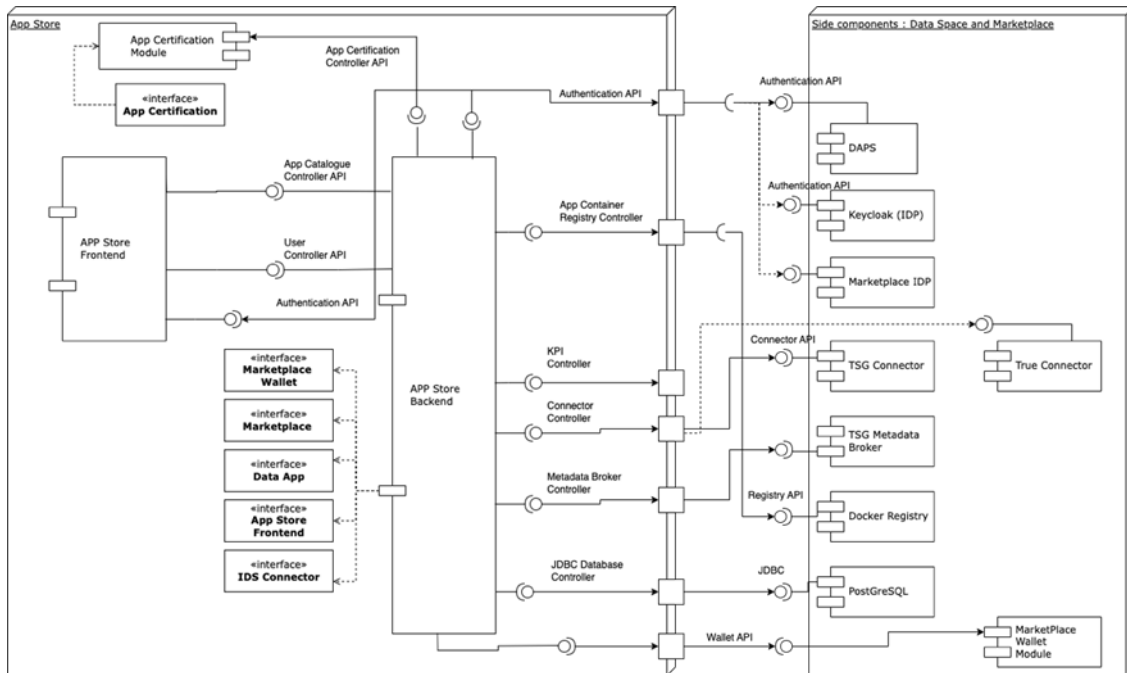 App Store
Side components : Data Space and Marketplace
App Certification
Module
App Certification
Controller API
«interface»
App Certification
Authentication API
Authentication API
DAPS
App Catalogue
Controller API
APP Store
Frontend
User
Controller API
Authentication API
App Container
Registry Controller
Authentication API
Keycloak (IDP)
Marketplace IDP
«interface»
Marketplace
Wallet
«interface»
Marketplace
«interface»
Data App
«interface»
App Store
Frontend
«interface»
IDS Connector
APP Store
Backend
KPI
Controller
Connector
Controller
Metadata Broker
Controller
JDBC Database
Controller
Connector API
TSG Connector
True Connector
TSG Metadata
Broker
Registry API
Docker Registry
JDBC
PostGreSQL
Wallet API
MarketPlace
Wallet
Module